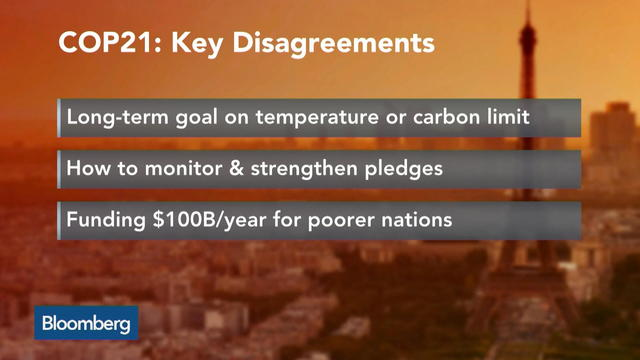 COP21: Key Disagreements
Long-term goal on temperature or carbon limit
How to monitor & strengthen pledges
Funding $100B/year for poorer nations
Bloomberg